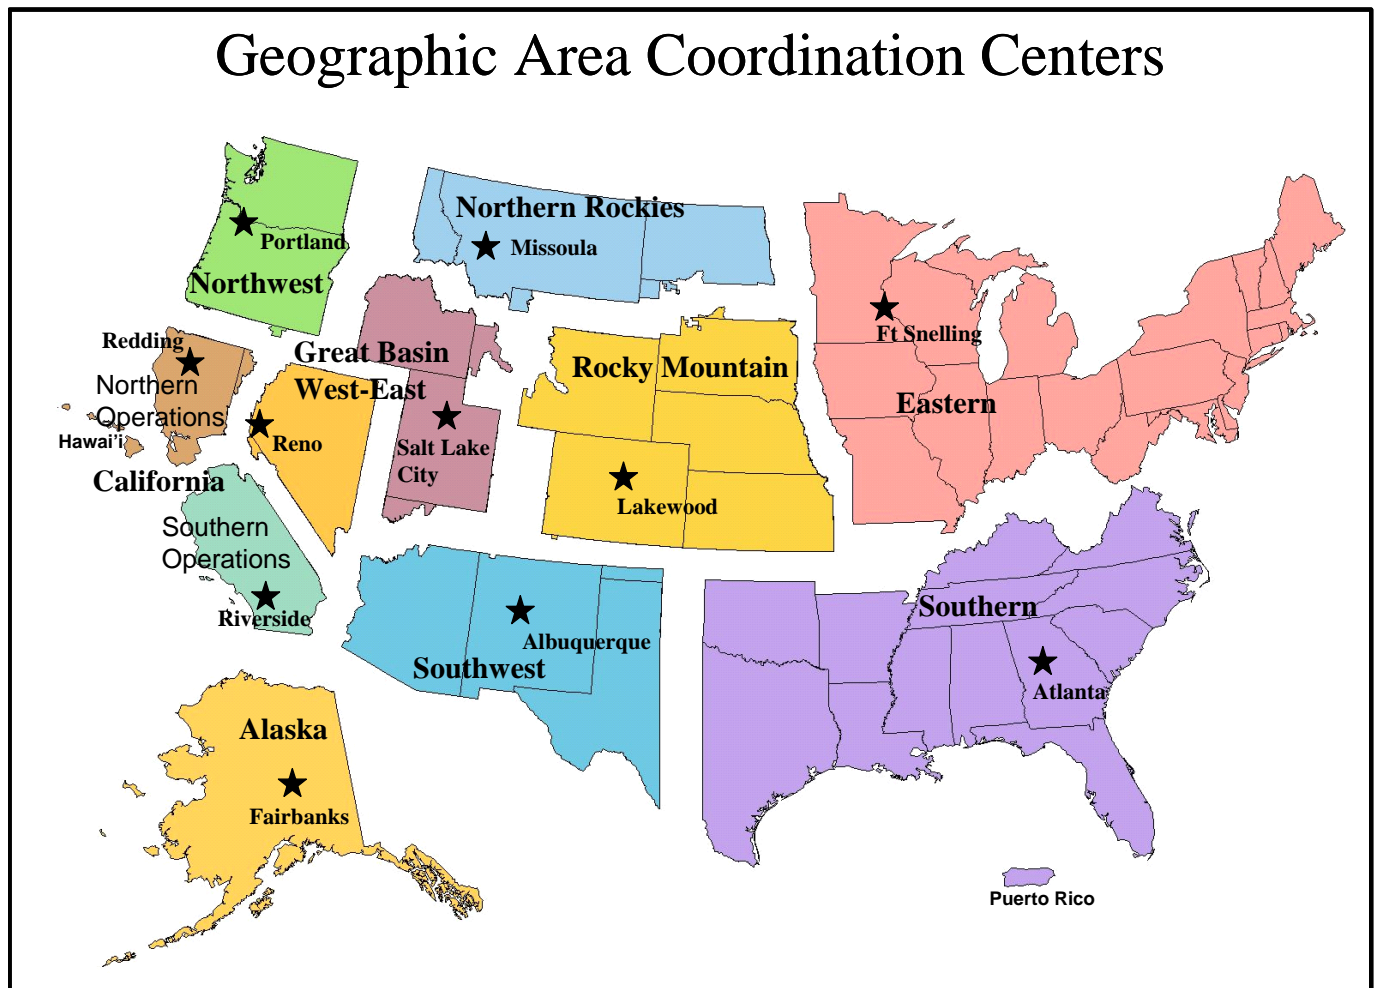 Geographic Area Coordination Centers
Northern Rockies
Missoula
Portland
Northwest
Redding
Northern
Operations
Hawai'i
California
Southern
Operations
Riverside
Great Basin
West-East
Reno
Salt Lake
City
Rocky Mountain
Lakewood
Ft Snelling
Eastern
Southwest
Albuquerque
Southern
Atlanta
Alaska
Fairbanks
Puerto Rico